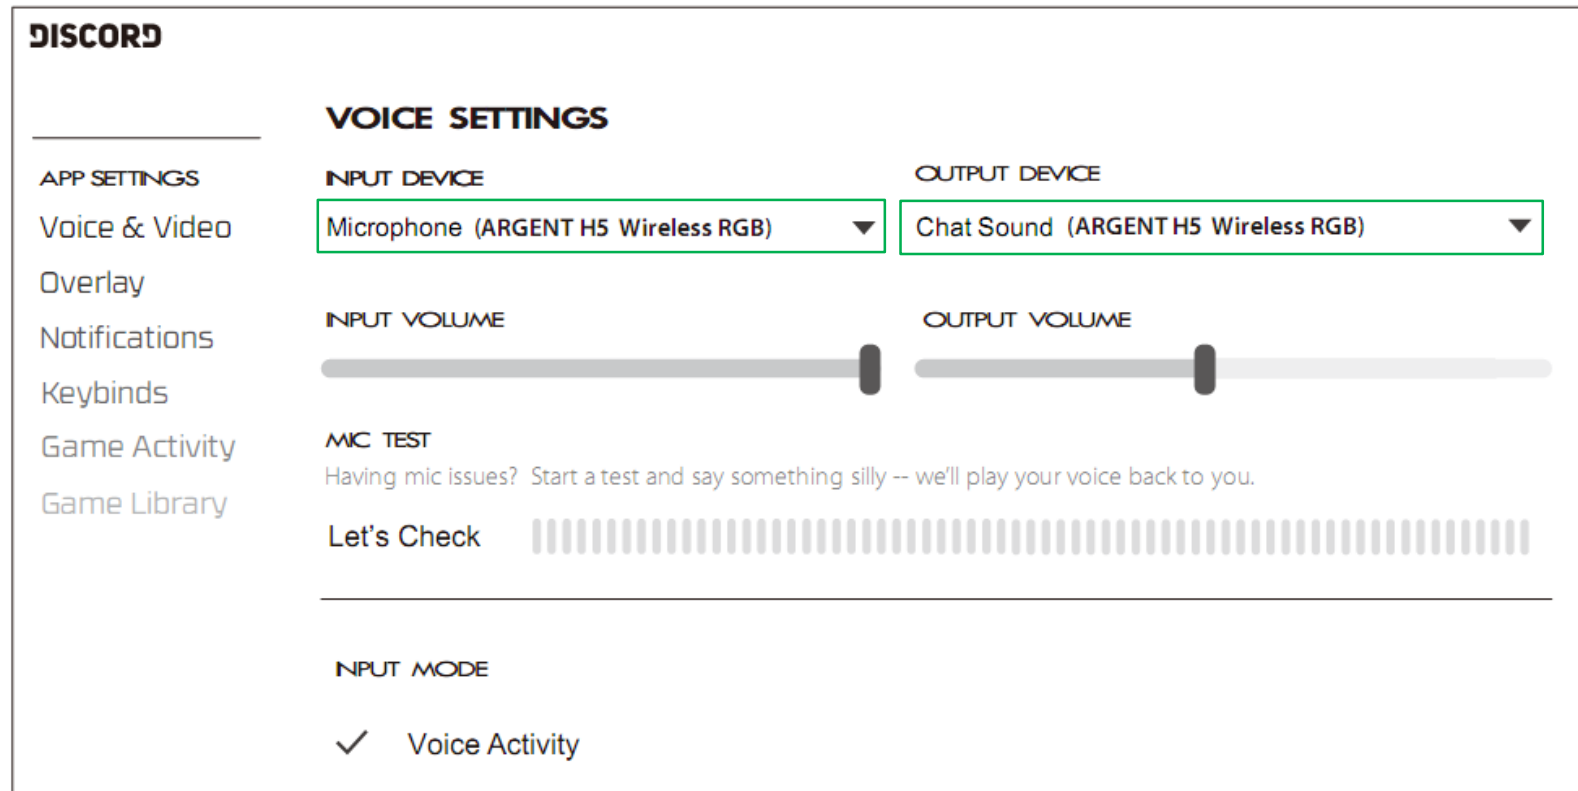 DISCORD
VOICE SETTINGS
APP SETTINGS
Voice & Video
Overlay
Notifications
Keybinds
Game Activity
Game Library
INPUT DEVICE
Microphone (ARGENT H5 Wireless RGB)
OUTPUT DEVICE
Chat Sound (ARGENT H5 Wireless RGB)
INPUT VOLUME
OUTPUT VOLUME
MIC TEST
Having mic issues? Start a test and say something silly -- we'll play your voice back to you.
Let's Check
INPUT MODE
Voice Activity